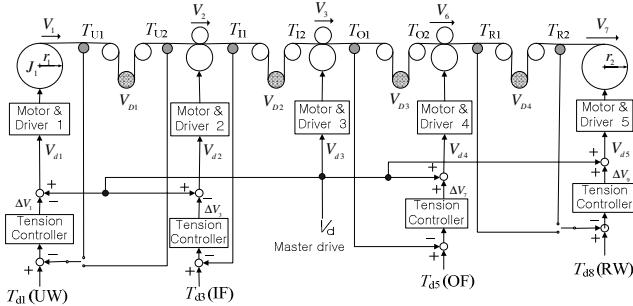 V1 TU1 TU2 V2 TI1 TI2 V3 TO1 TO2 V6 TR1 TR2 V7
J1 r1 r2
VD1 VD2 VD3 VD4
Motor & Driver 1
Motor & Driver 2
Motor & Driver 3
Motor & Driver 4
Motor & Driver 5
Vd1 Vd2 Vd3 Vd4 Vd5
+ − + − + + + +
ΔV1 ΔV3 ΔV7 ΔV9
Tension Controller
Tension Controller
Tension Controller
Tension Controller
Vd
Master drive
− + − + − + − +
Td1(UW) Td3(IF) Td5(OF) Td8(RW)